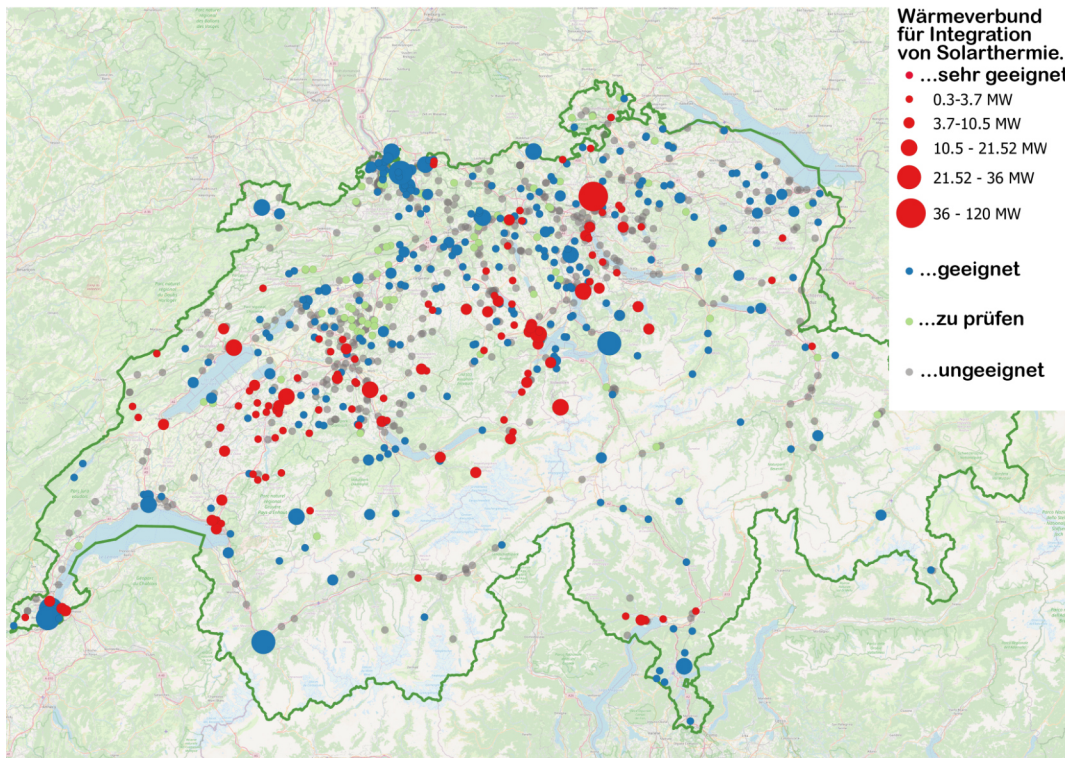 Wärmeverbund
für Integration
von Solarthermie.
...sehr geeignet
0.3-3.7 MW
3.7-10.5 MW
10.5 - 21.52 MW
21.52 - 36 MW
36 - 120 MW
...geeignet
...zu prüfen
...ungeeignet